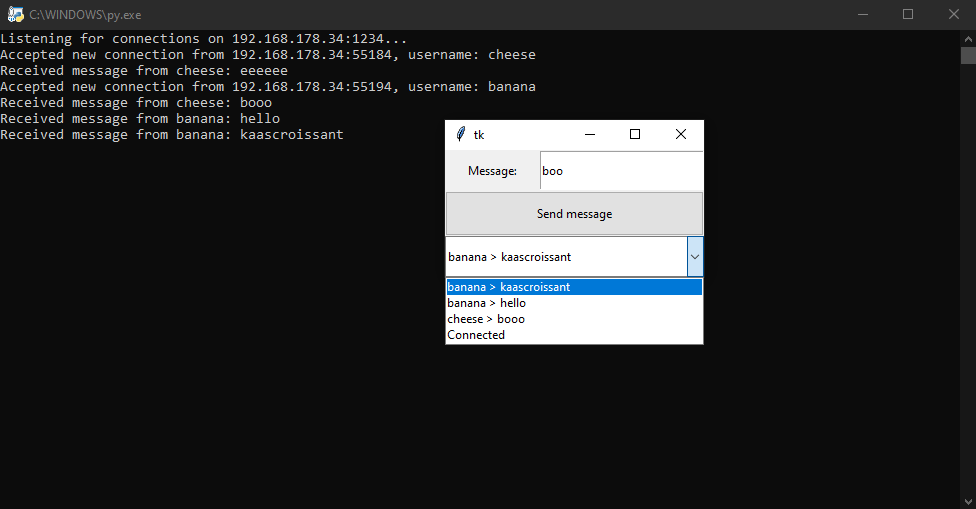 C:\WINDOWS\py.exe
Listening for connections on 192.168.178.34:1234...
Accepted new connection from 192.168.178.34:55184, username: cheese
Received message from cheese: eeeeee
Accepted new connection from 192.168.178.34:55194, username: banana
Received message from cheese: booo
Received message from banana: hello
Received message from banana: kaascroissant
tk
Message: boo
Send message
banana > kaascroissant
banana > kaascroissant
banana > hello
cheese > booo
Connected